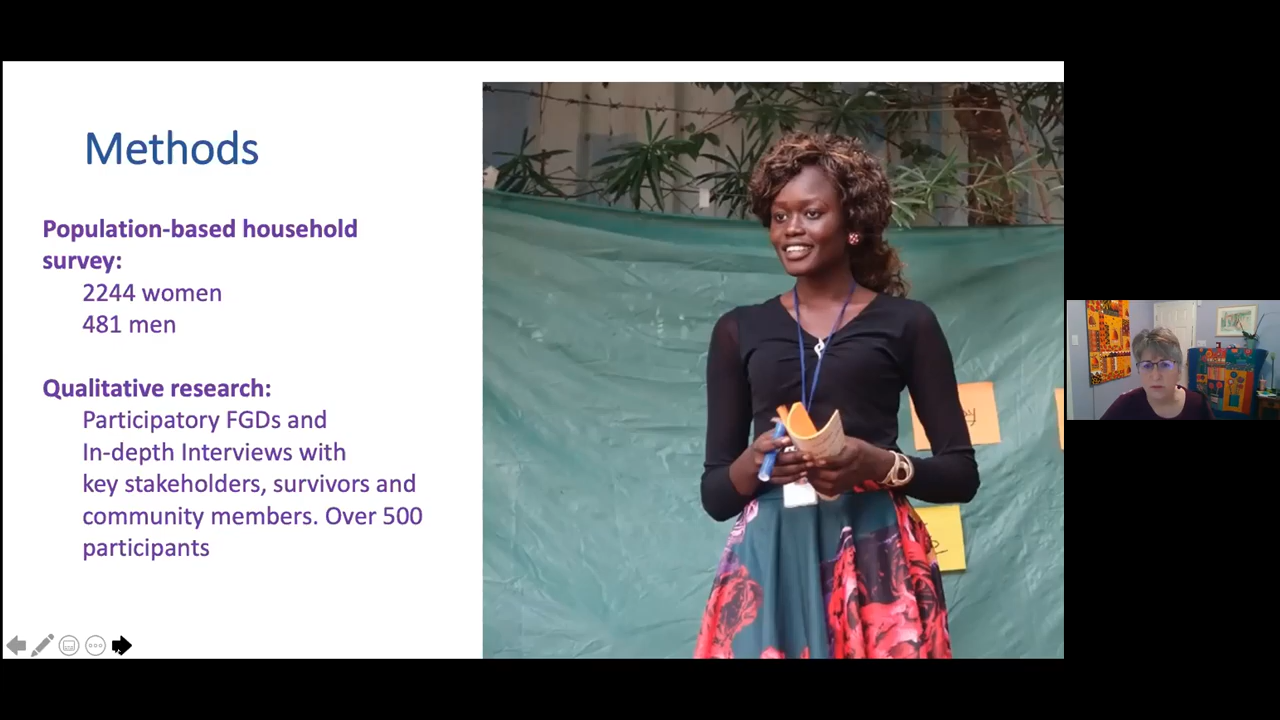 Methods
Population-based household
survey:
2244 women
481 men
Qualitative research:
Participatory FGDs and
In-depth Interviews with
key stakeholders, survivors and
community members. Over 500
participants